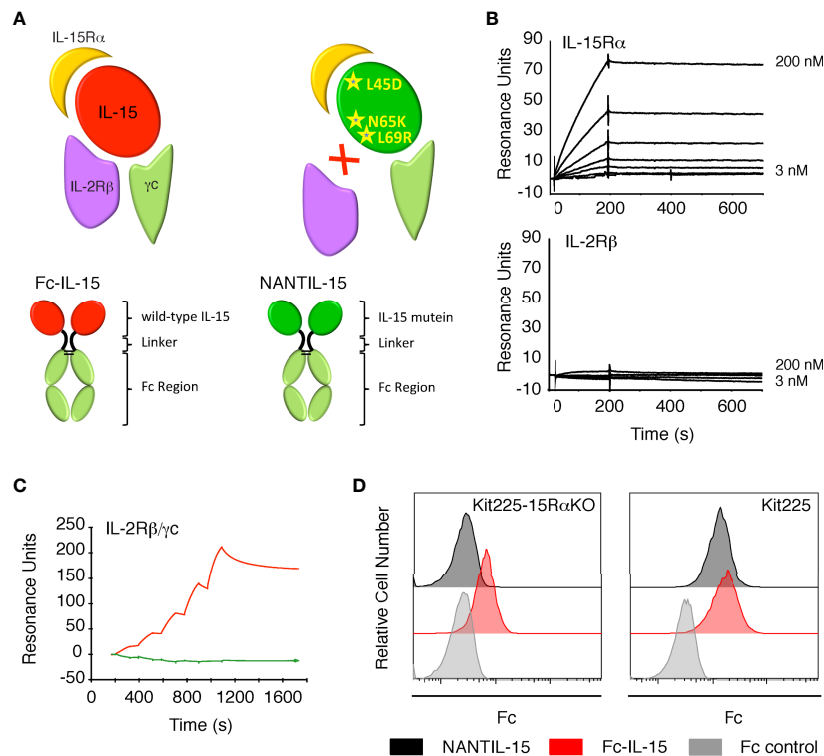 A
IL-15Rα
IL-15
IL-2Rβ
γc
L45D
N65K
L69R
Fc-IL-15
wild-type IL-15
Linker
Fc Region
NANTIL-15
IL-15 mutein
Linker
Fc Region
B
IL-15Rα
Resonance Units
90
70
50
30
10
-10
0 200 400 600
200 nM
3 nM
IL-2Rβ
Resonance Units
90
70
50
30
10
-10
0 200 400 600
200 nM
3 nM
Time (s)
C
IL-2Rβ/γc
Resonance Units
250
200
150
100
50
0
-50
0 400 800 1200 1600
Time (s)
D
Relative Cell Number
Kit225-15RαKO
Kit225
Fc
Fc
NANTIL-15 Fc-IL-15 Fc control